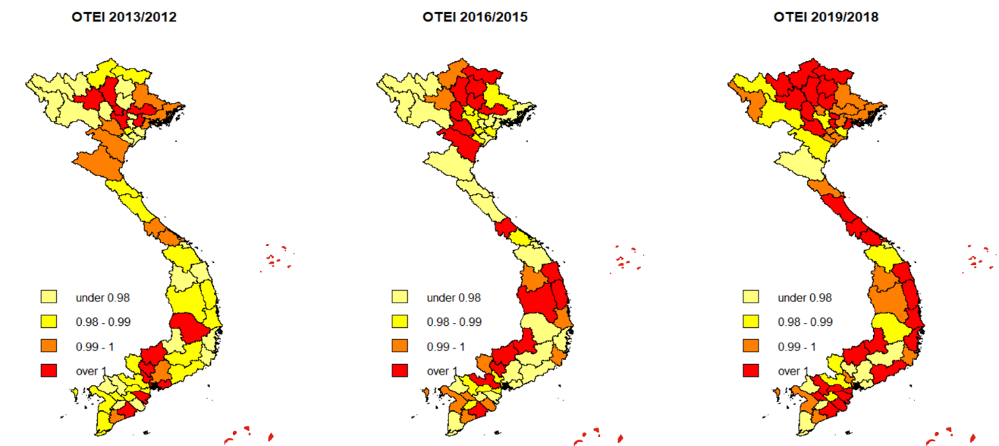 OTEI 2013/2012
OTEI 2016/2015
OTEI 2019/2018
under 0.98
0.98 - 0.99
0.99 - 1
over 1
under 0.98
0.98 - 0.99
0.99 - 1
over 1
under 0.98
0.98 - 0.99
0.99 - 1
over 1